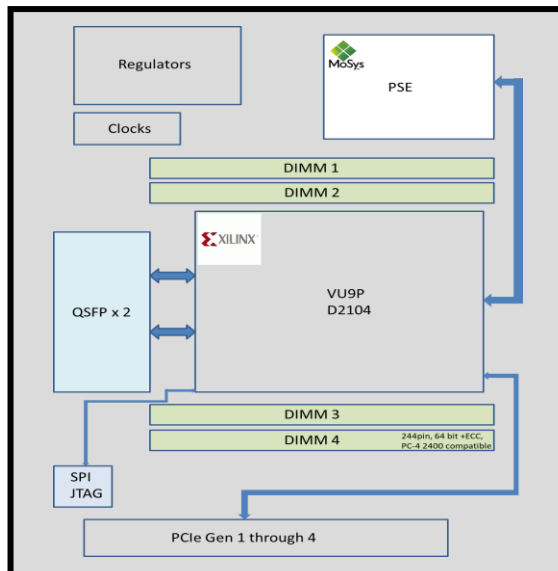 Regulators
MoSys
PSE
Clocks
DIMM 1
DIMM 2
XILINX
VU9P
D2104
QSFP x 2
DIMM 3
DIMM 4
244pin, 64 bit +ECC,
PC-4 2400 compatible
SPI
JTAG
PCIe Gen 1 through 4